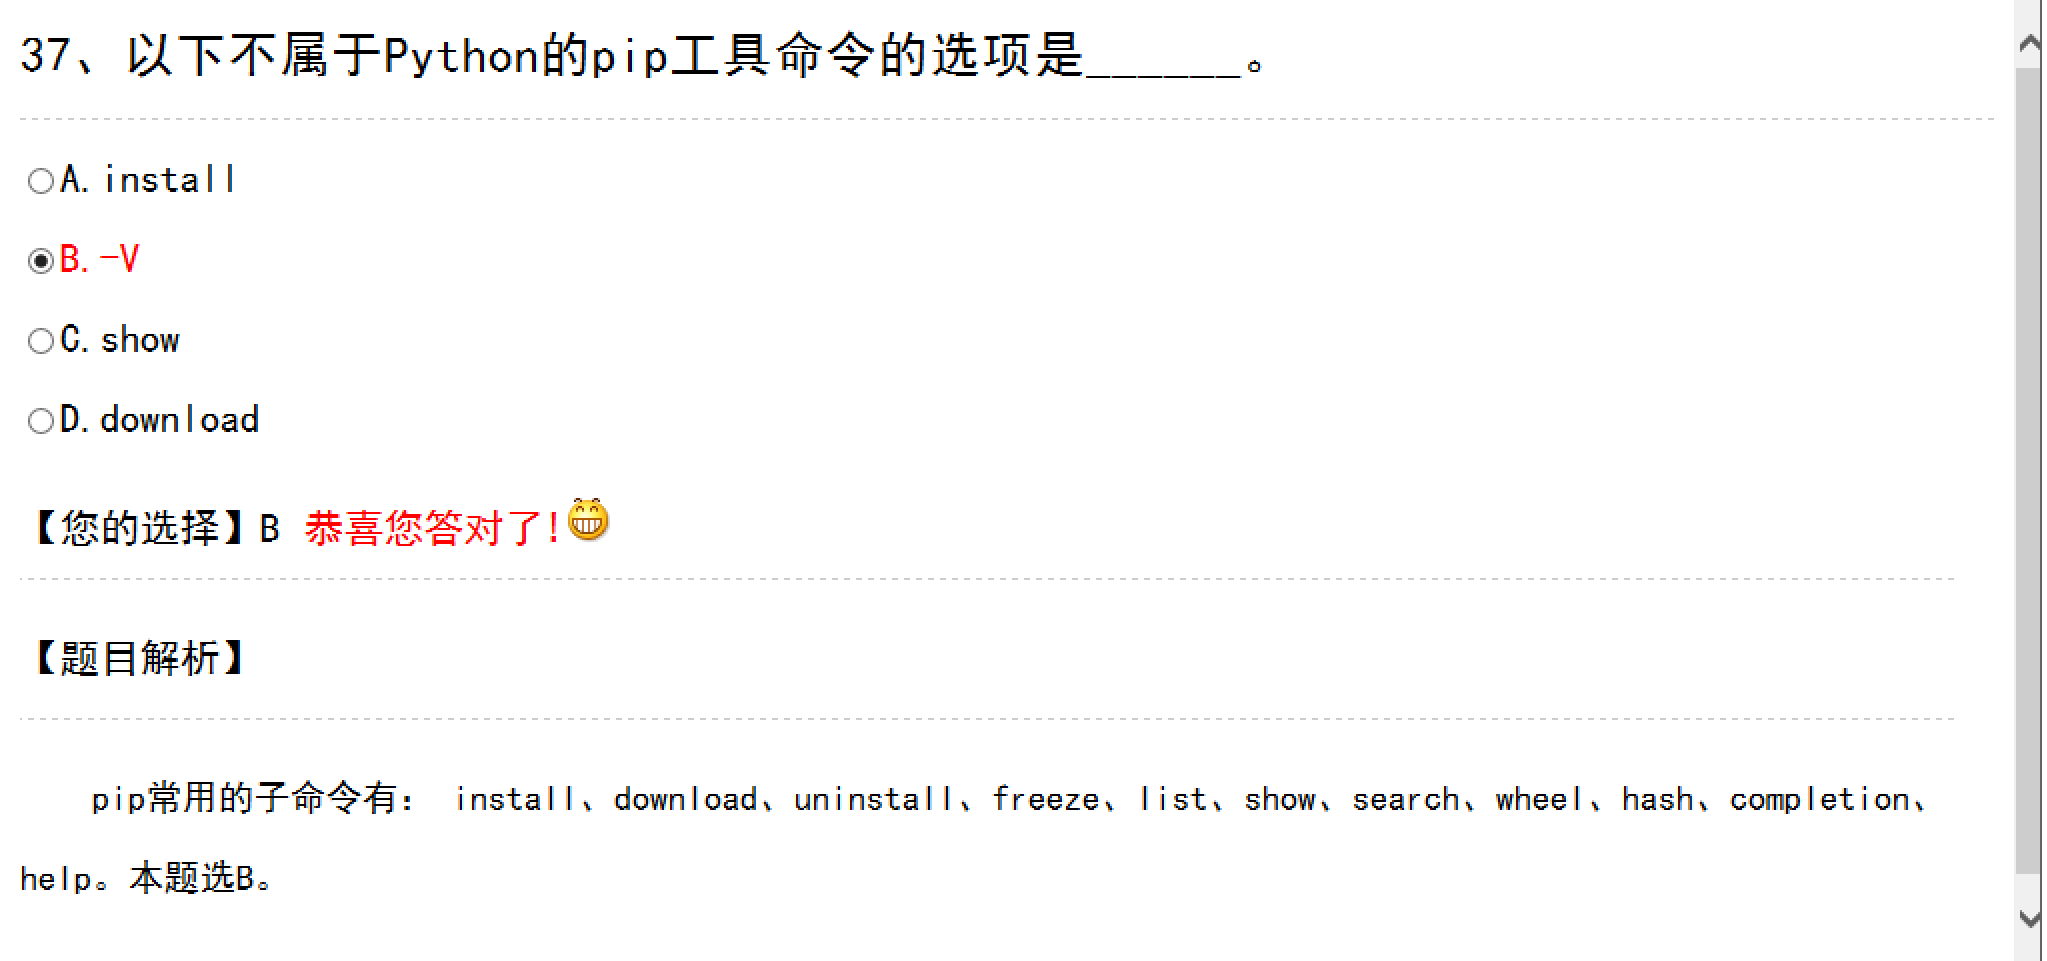 37、以下不属于Python的pip工具命令的选项是______。
A. install
B. -V
C. show
D. download
【您的选择】B 恭喜您答对了!
【题目解析】
pip常用的子命令有: install、download、uninstall、freeze、list、show、search、wheel、hash、completion、
help。本题选B。